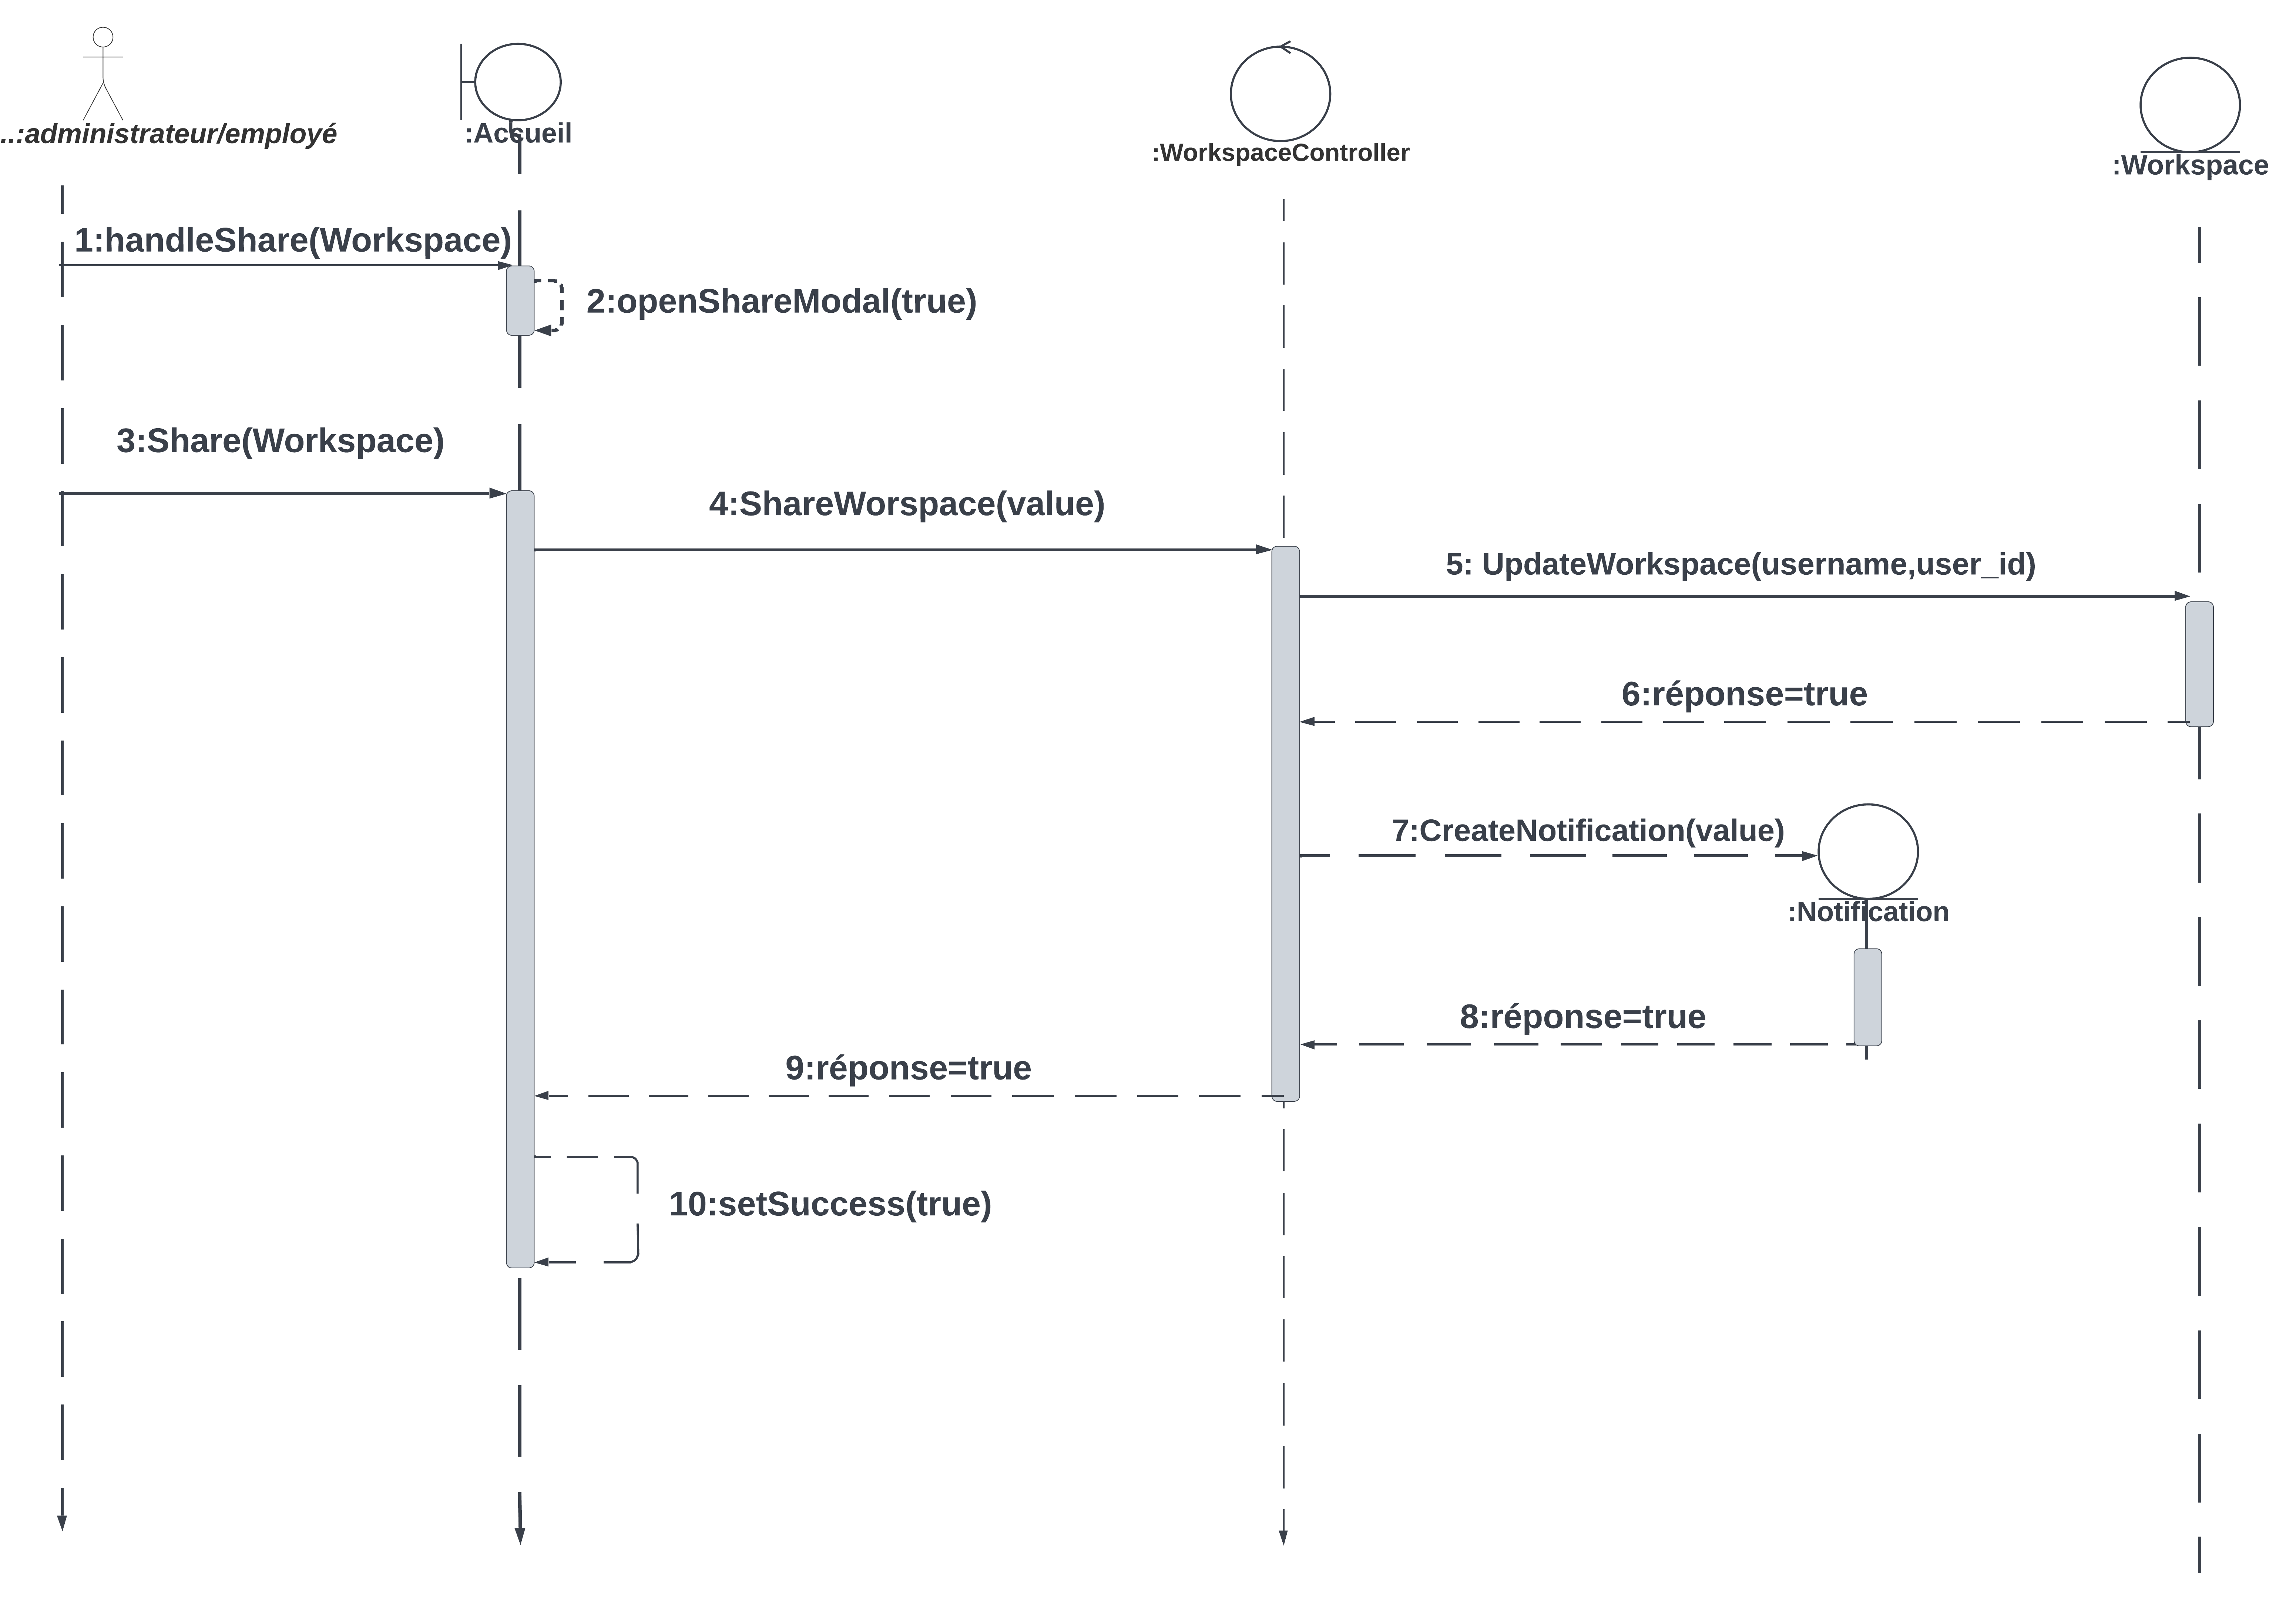 ..:administrateur/employé
:Accueil
:WorkspaceController
:Workspace
1:handleShare(Workspace)
2:openShareModal(true)
3:Share(Workspace)
4:ShareWorspace(value)
5: UpdateWorkspace(username,user_id)
6:réponse=true
7:CreateNotification(value)
:Notification
8:réponse=true
9:réponse=true
10:setSuccess(true)